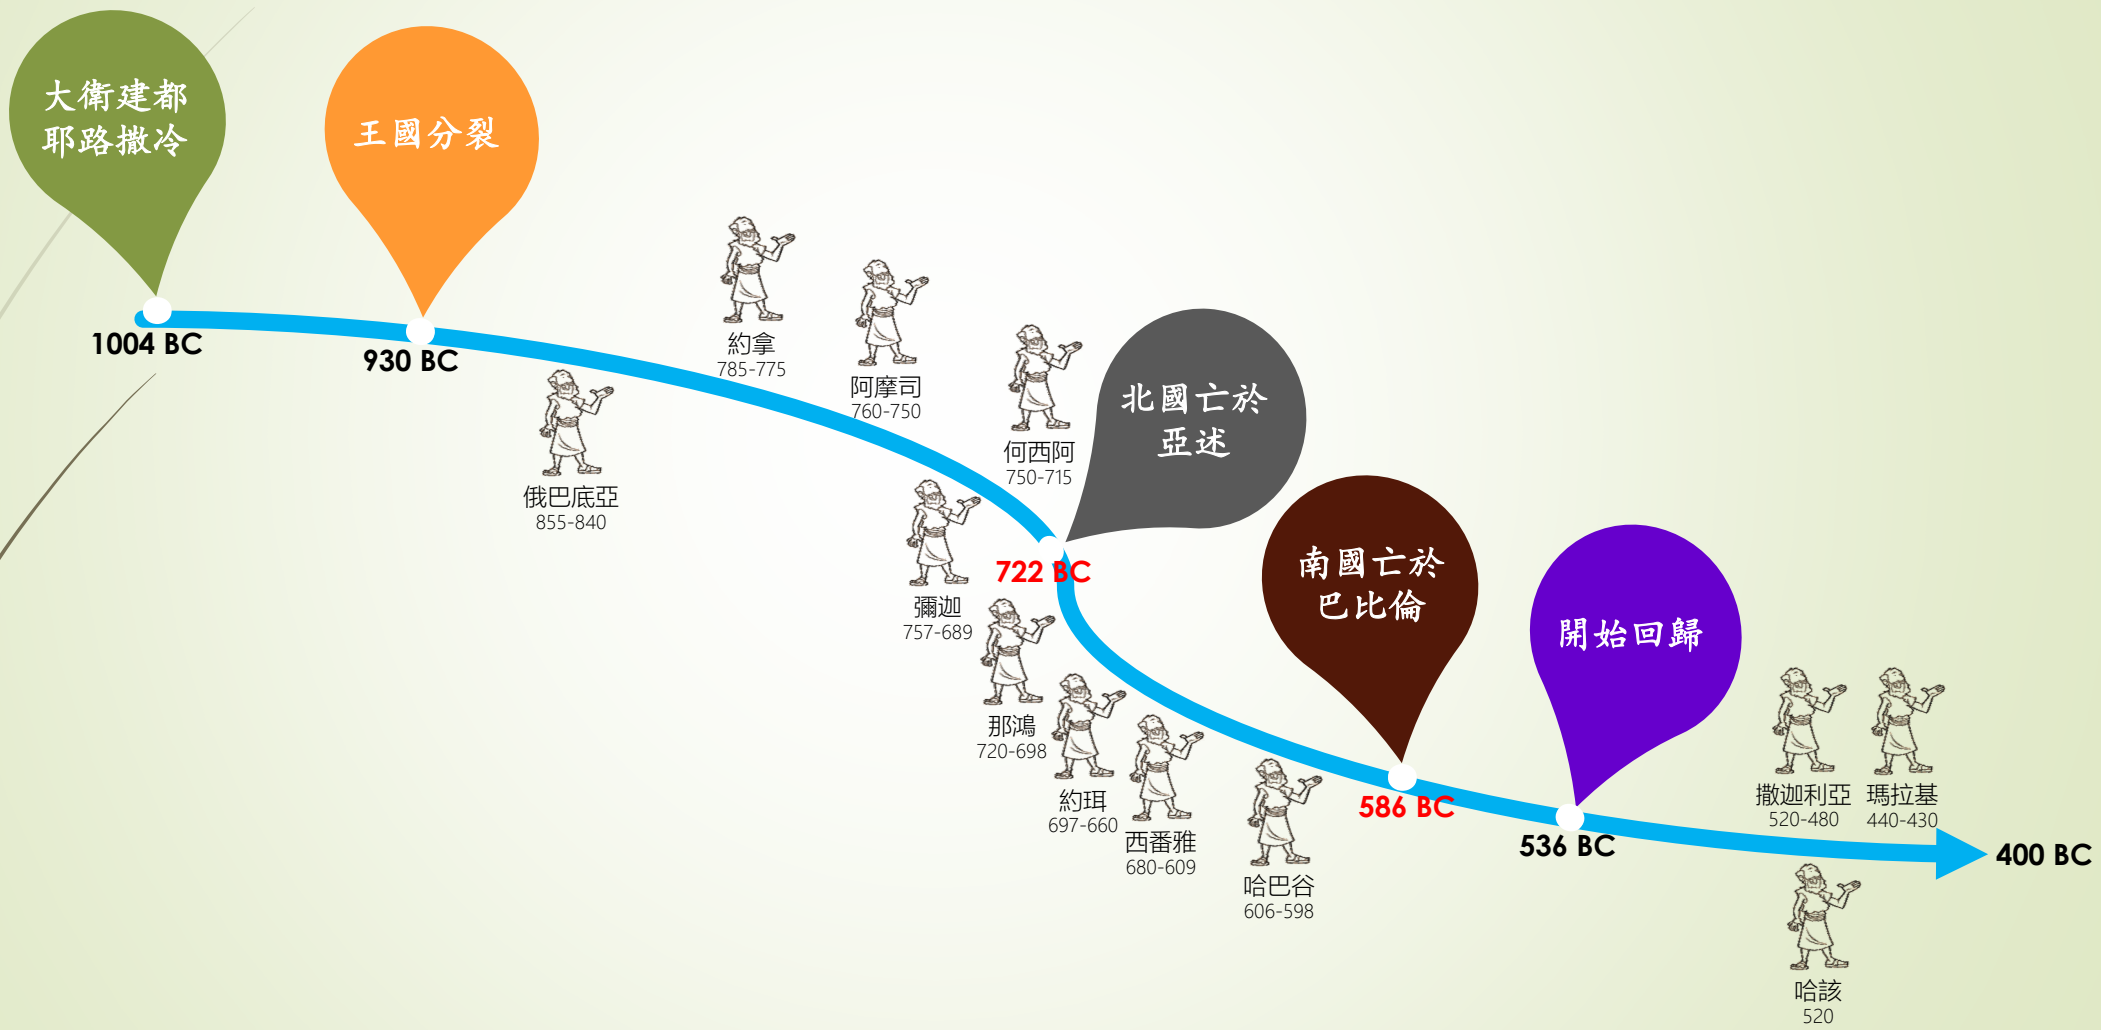 大衛建都
耶路撒冷
王國分裂
1004 BC
930 BC
約拿
785-775
阿摩司
760-750
何西阿
750-715
北國亡於
亞述
俄巴底亞
855-840
722 BC
彌迦
757-689
南國亡於
巴比倫
開始回歸
那鴻
720-698
約珥
697-660
西番雅
680-609
哈巴谷
606-598
586 BC
536 BC
撒迦利亞
520-480
瑪拉基
440-430
400 BC
哈該
520